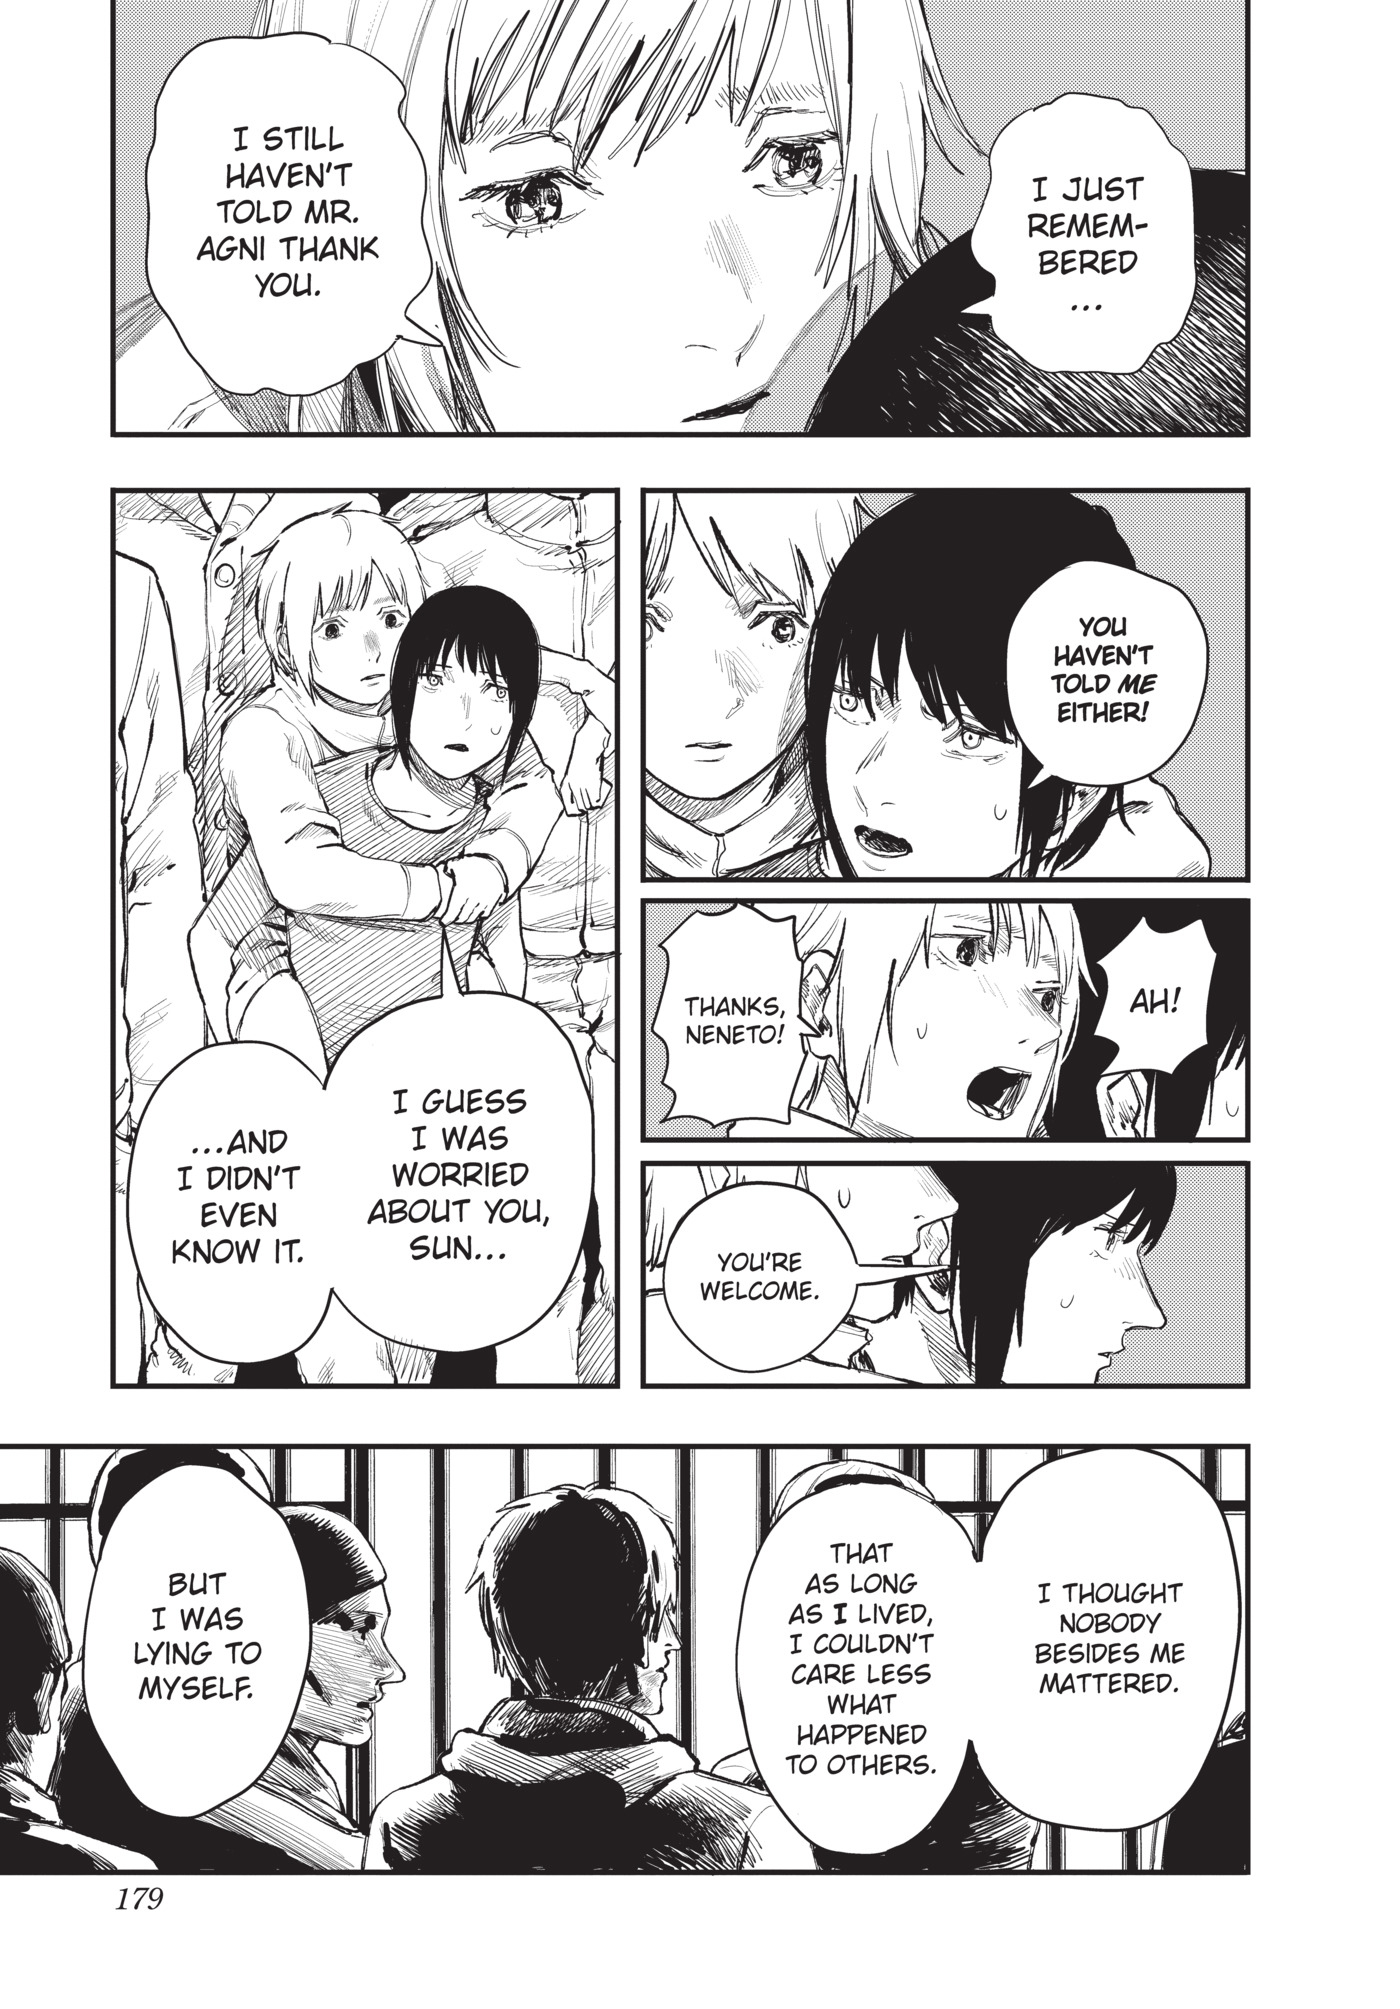 I JUST
REMEM-
BERED
...
I STILL
HAVEN'T
TOLD MR.
AGNI THANK
YOU.
YOU
HAVEN'T
TOLD ME
EITHER!
AH!
THANKS,
NENETO!
YOU'RE
WELCOME.
I GUESS
I WAS
WORRIED
ABOUT YOU,
SUN...
...AND
I DIDN'T
EVEN
KNOW IT.
I THOUGHT
NOBODY
BESIDES ME
MATTERED.
THAT
AS LONG
AS I LIVED,
I COULDN'T
CARE LESS
WHAT
HAPPENED
TO OTHERS.
BUT
I WAS
LYING TO
MYSELF.
179